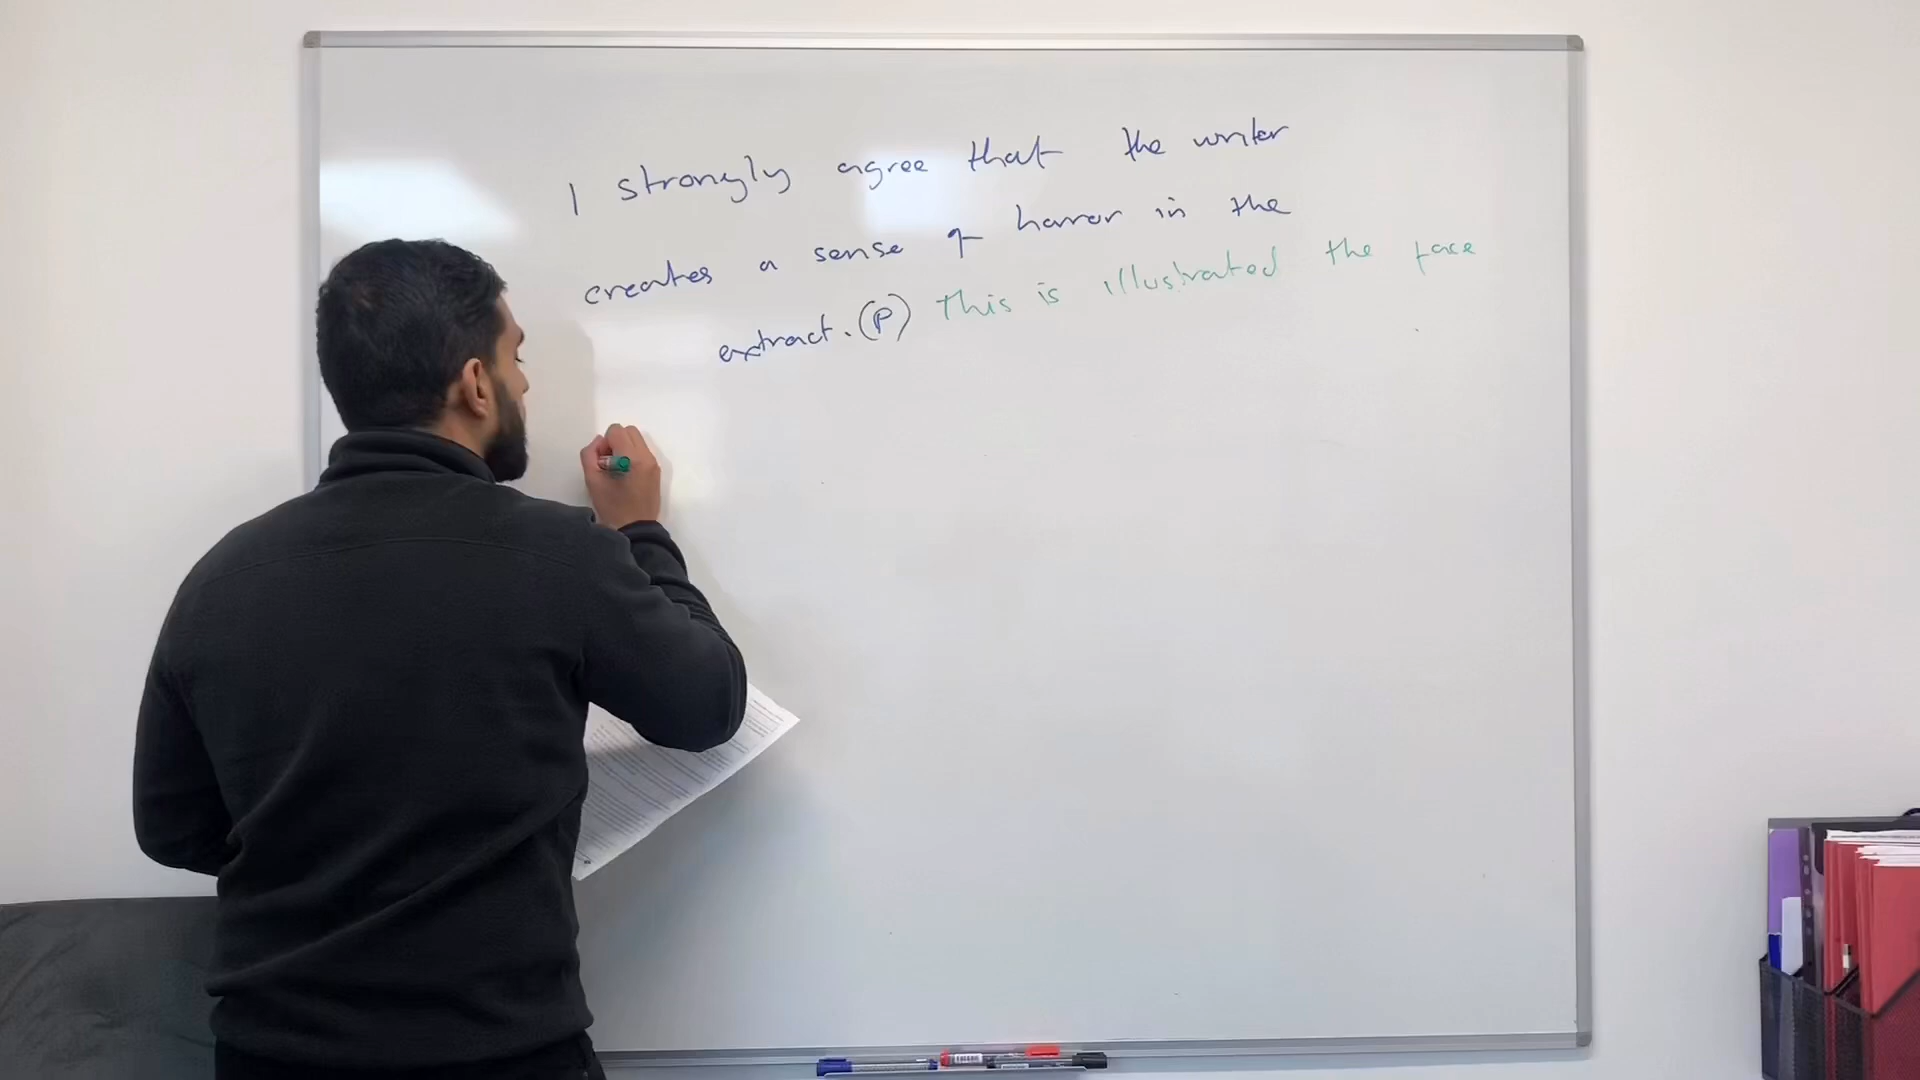 I strongly agree that the writer
creates a sense of horror in the
extract. (P) This is illustrated the face